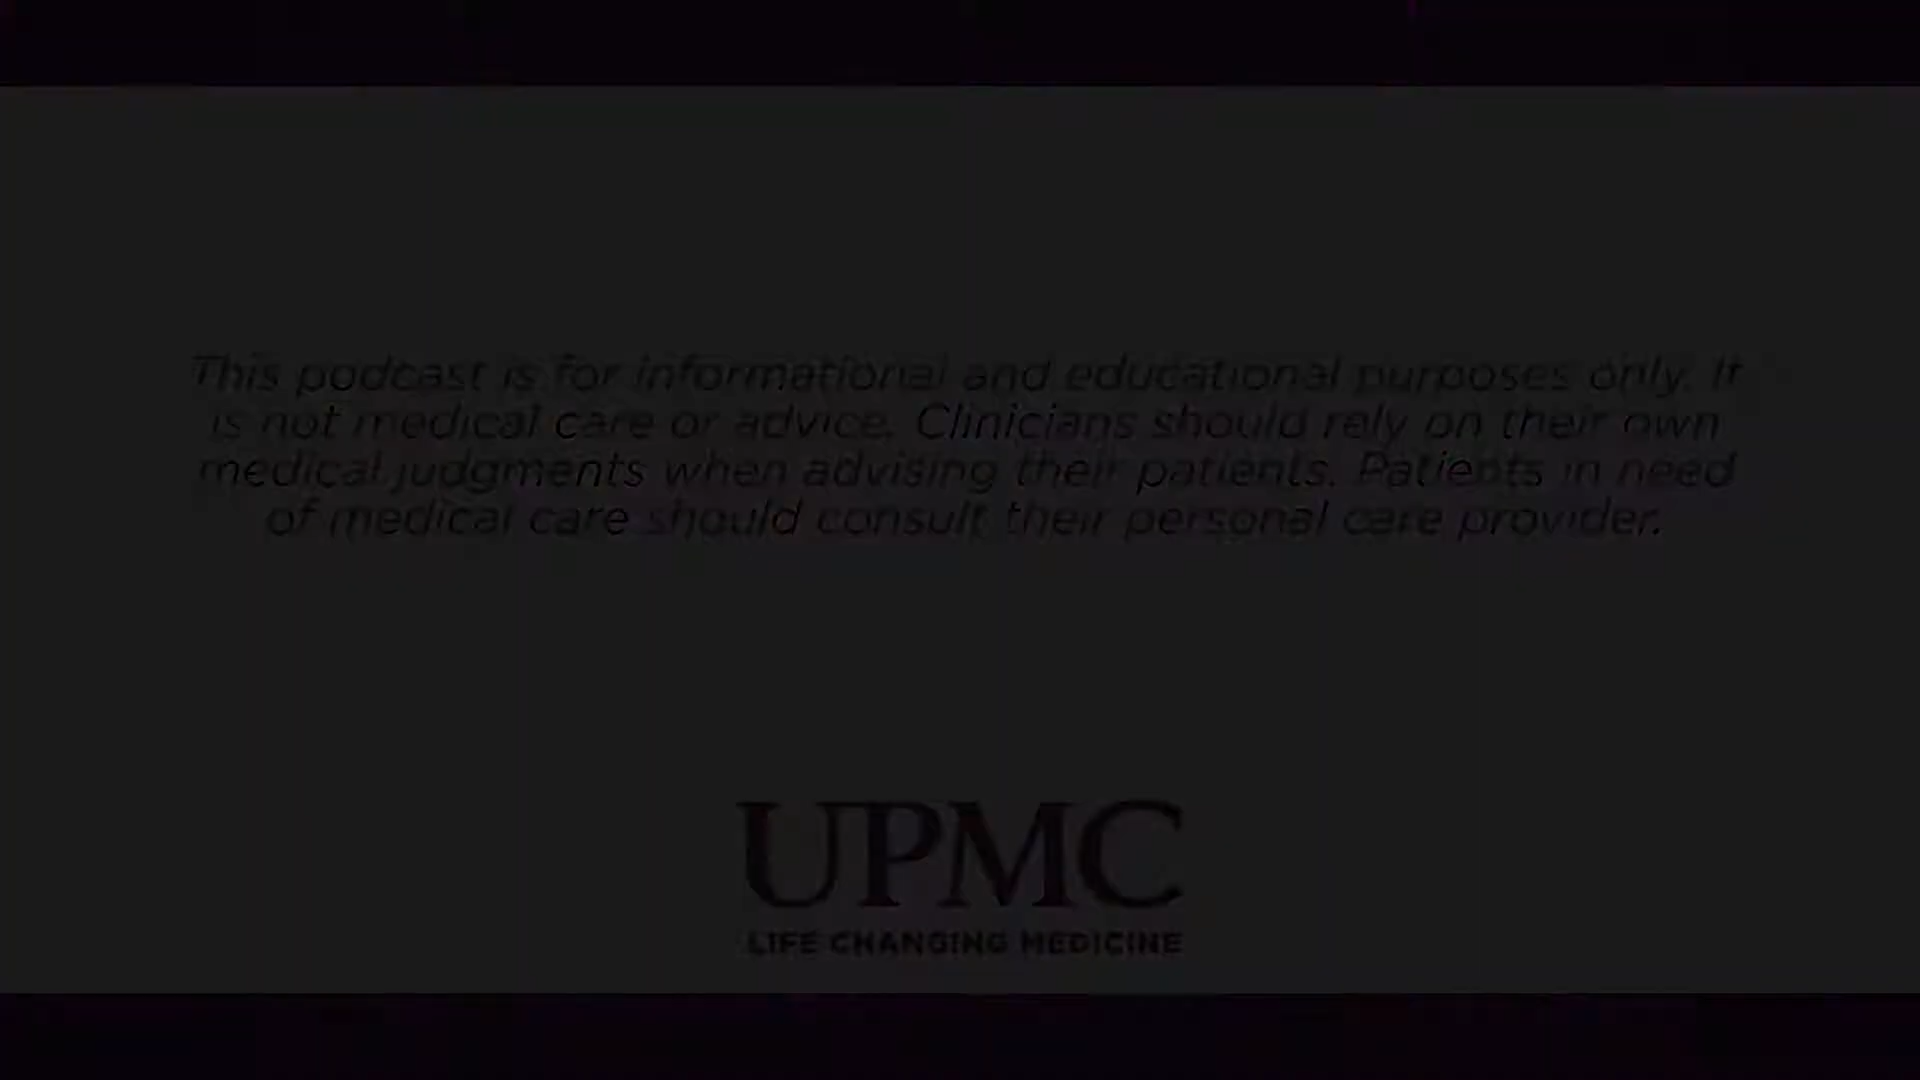 This podcast is for informational and educational purposes only. It
is not medical care or advice. Clinicians should rely on their own
medical judgments when advising their patients. Patients in need
of medical care should consult their personal care provider.
UPMC
LIFE CHANGING MEDICINE